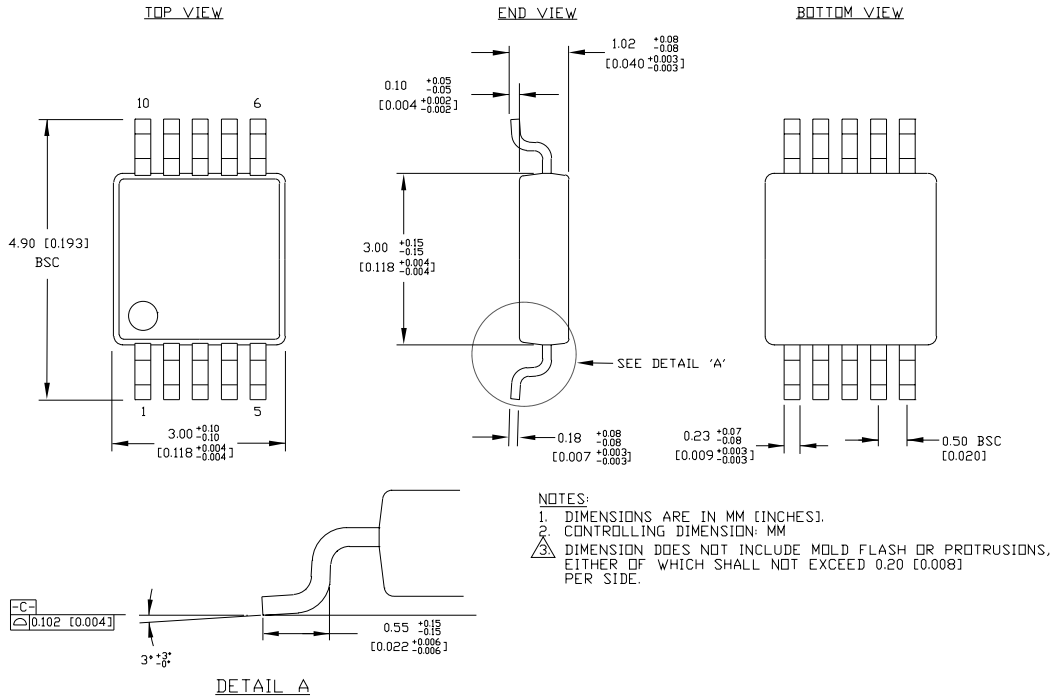 TOP VIEW
END VIEW
BOTTOM VIEW
1.02 +0.08 -0.08
[0.040 +0.003 -0.003]
0.10 +0.05 -0.05
[0.004 +0.002 -0.002]
10
6
4.90 [0.193]
BSC
3.00 +0.15 -0.15
[0.118 +0.004 -0.004]
SEE DETAIL 'A'
1
5
3.00 +0.10 -0.10
[0.118 +0.004 -0.004]
0.18 +0.08 -0.08
[0.007 +0.003 -0.003]
0.23 +0.07 -0.08
[0.009 +0.003 -0.003]
0.50 BSC
[0.020]
NOTES:
1. DIMENSIONS ARE IN MM [INCHES].
2. CONTROLLING DIMENSION: MM
3. DIMENSION DOES NOT INCLUDE MOLD FLASH OR PROTRUSIONS,
EITHER OF WHICH SHALL NOT EXCEED 0.20 [0.008]
PER SIDE.
-C-
0.102 [0.004]
3° +3° -0°
0.55 +0.15 -0.15
[0.022 +0.006 -0.006]
DETAIL A